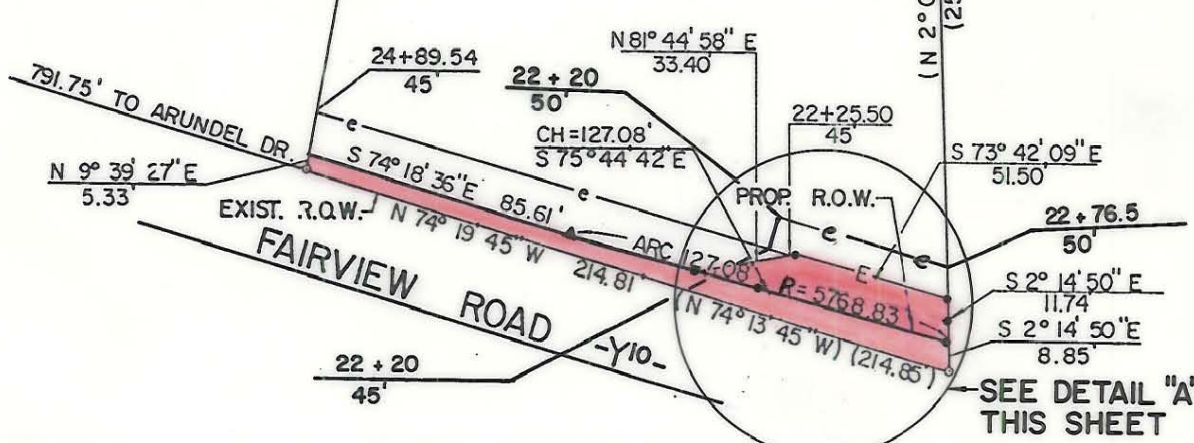 (N 2° 0
(25
N 81° 44' 58" E
33.40'
24+89.54
45'
22 + 20
50'
791.75' TO ARUNDEL DR.
CH = 127.08'
S 75° 44' 42" E
22+25.50
45'
S 73° 42' 09" E
51.50'
N 9° 39' 27" E
5.33'
e
e
S 74° 18' 36" E 85.61'
PROP. R.O.W.
e
e
22 + 76.5
50'
EXIST. R.O.W.
N 74° 19' 45" W 214.81'
ARC 127.08'
E
R = 5768.83'
S 2° 14' 50" E
11.74'
FAIRVIEW ROAD
-Y10-
(N 74° 13' 45" W) (214.85')
S 2° 14' 50" E
8.85'
22 + 20
45'
SEE DETAIL "A"
THIS SHEET